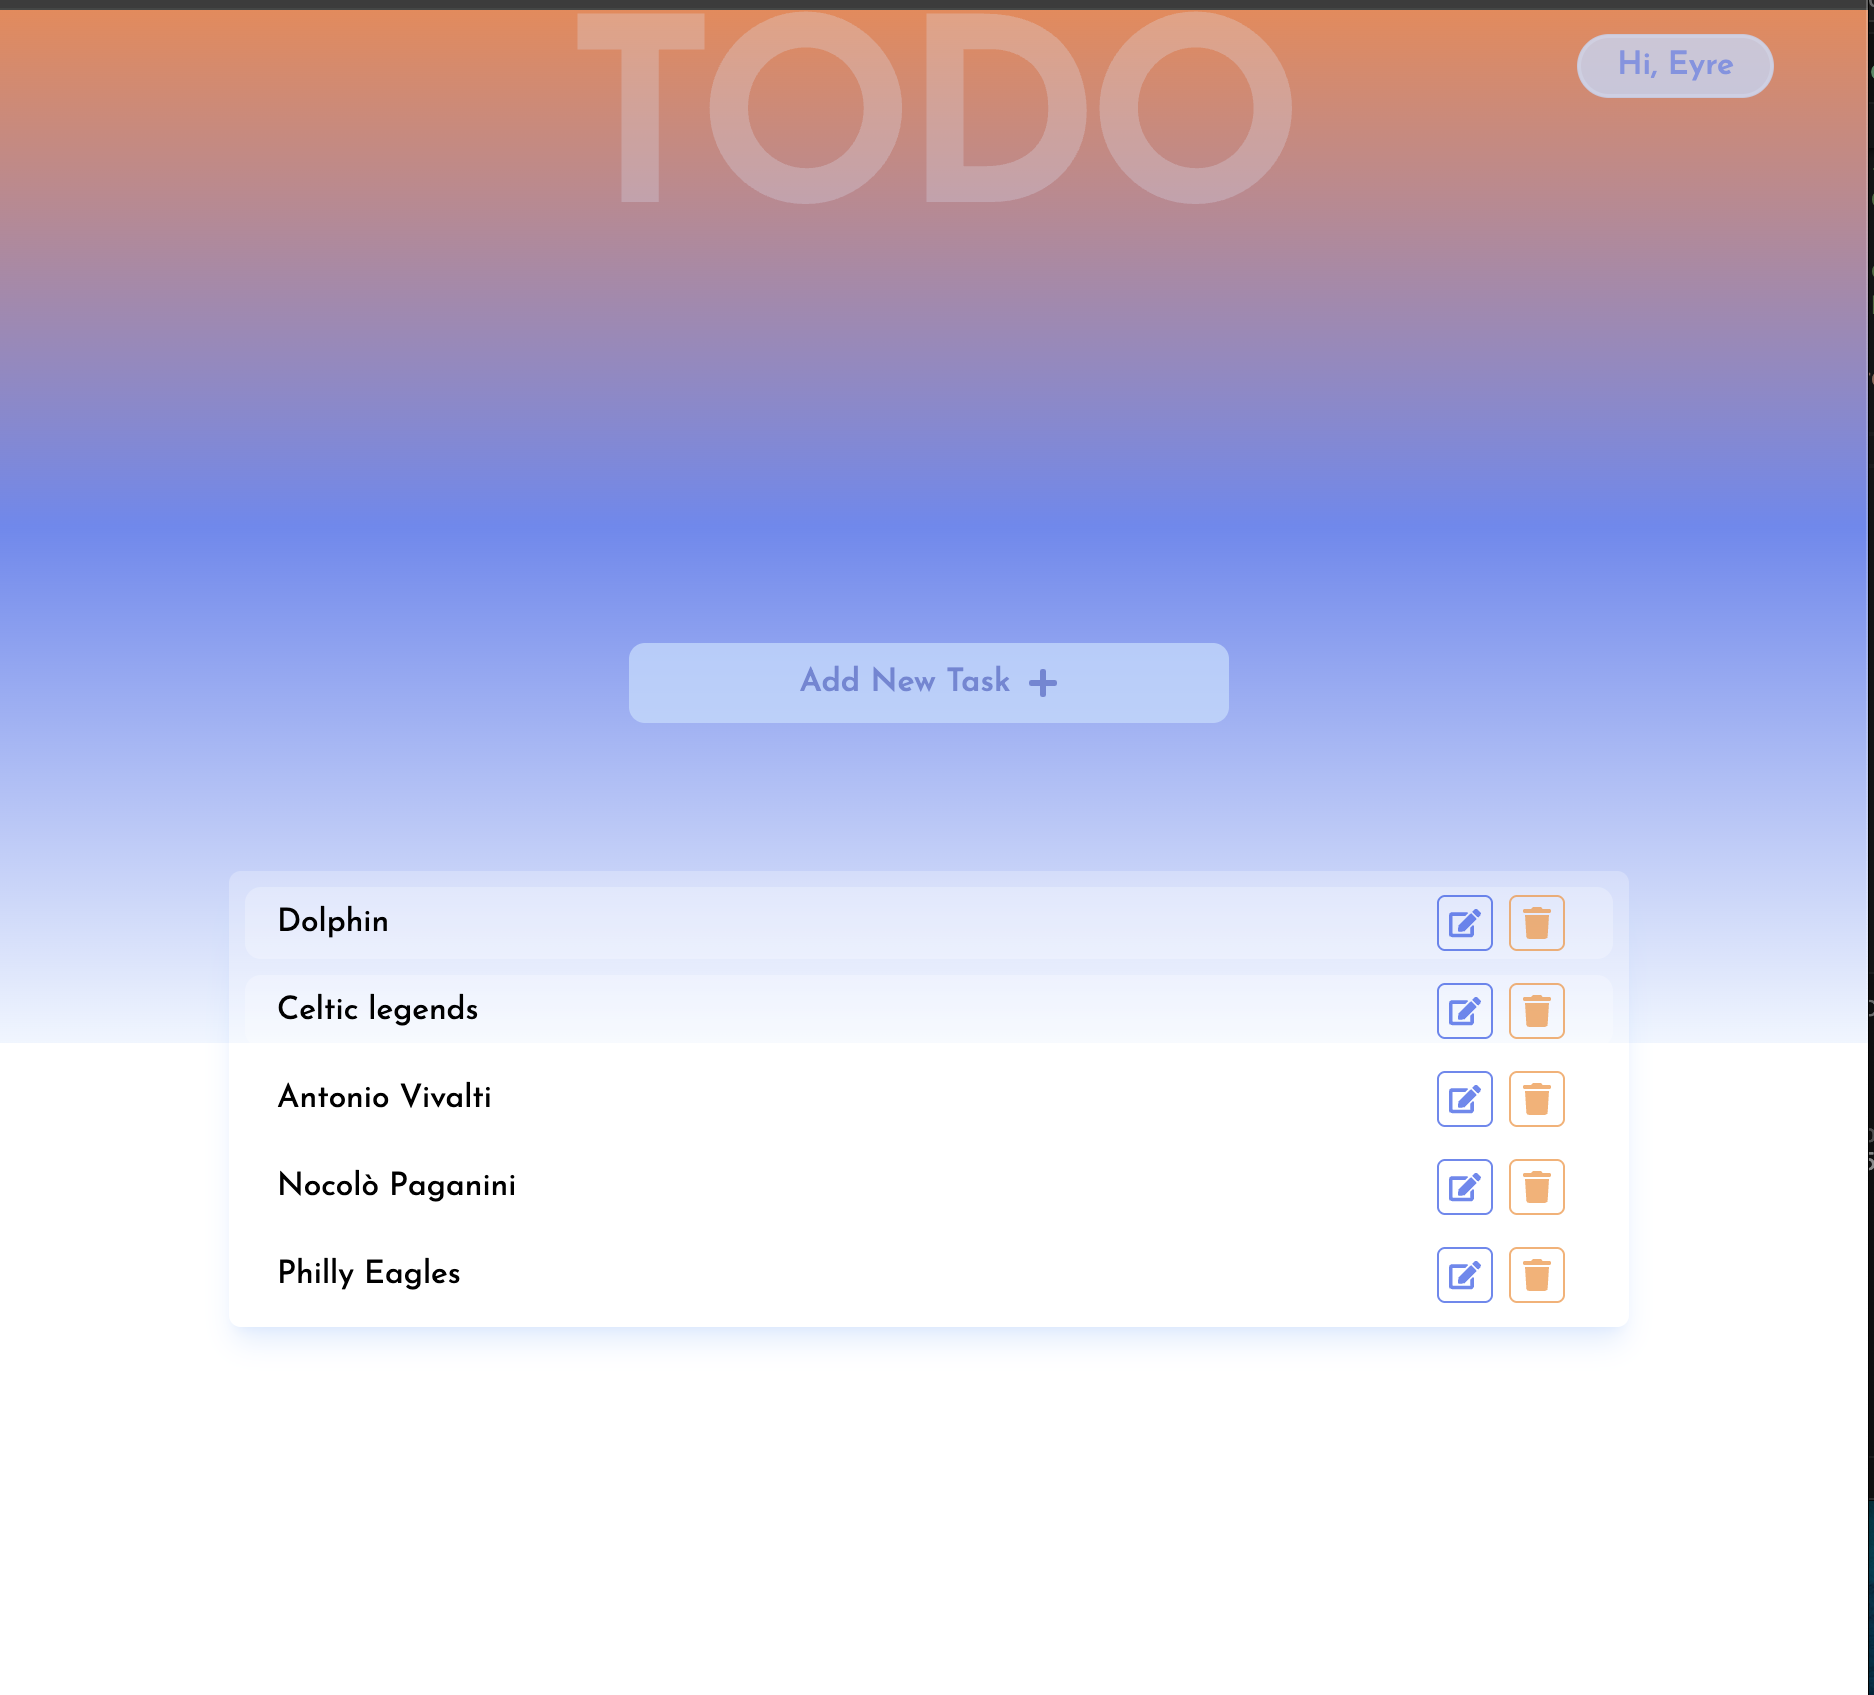 TODO
Hi, Eyre
Add New Task
Dolphin
Celtic legends
Antonio Vivalti
Nocolò Paganini
Philly Eagles